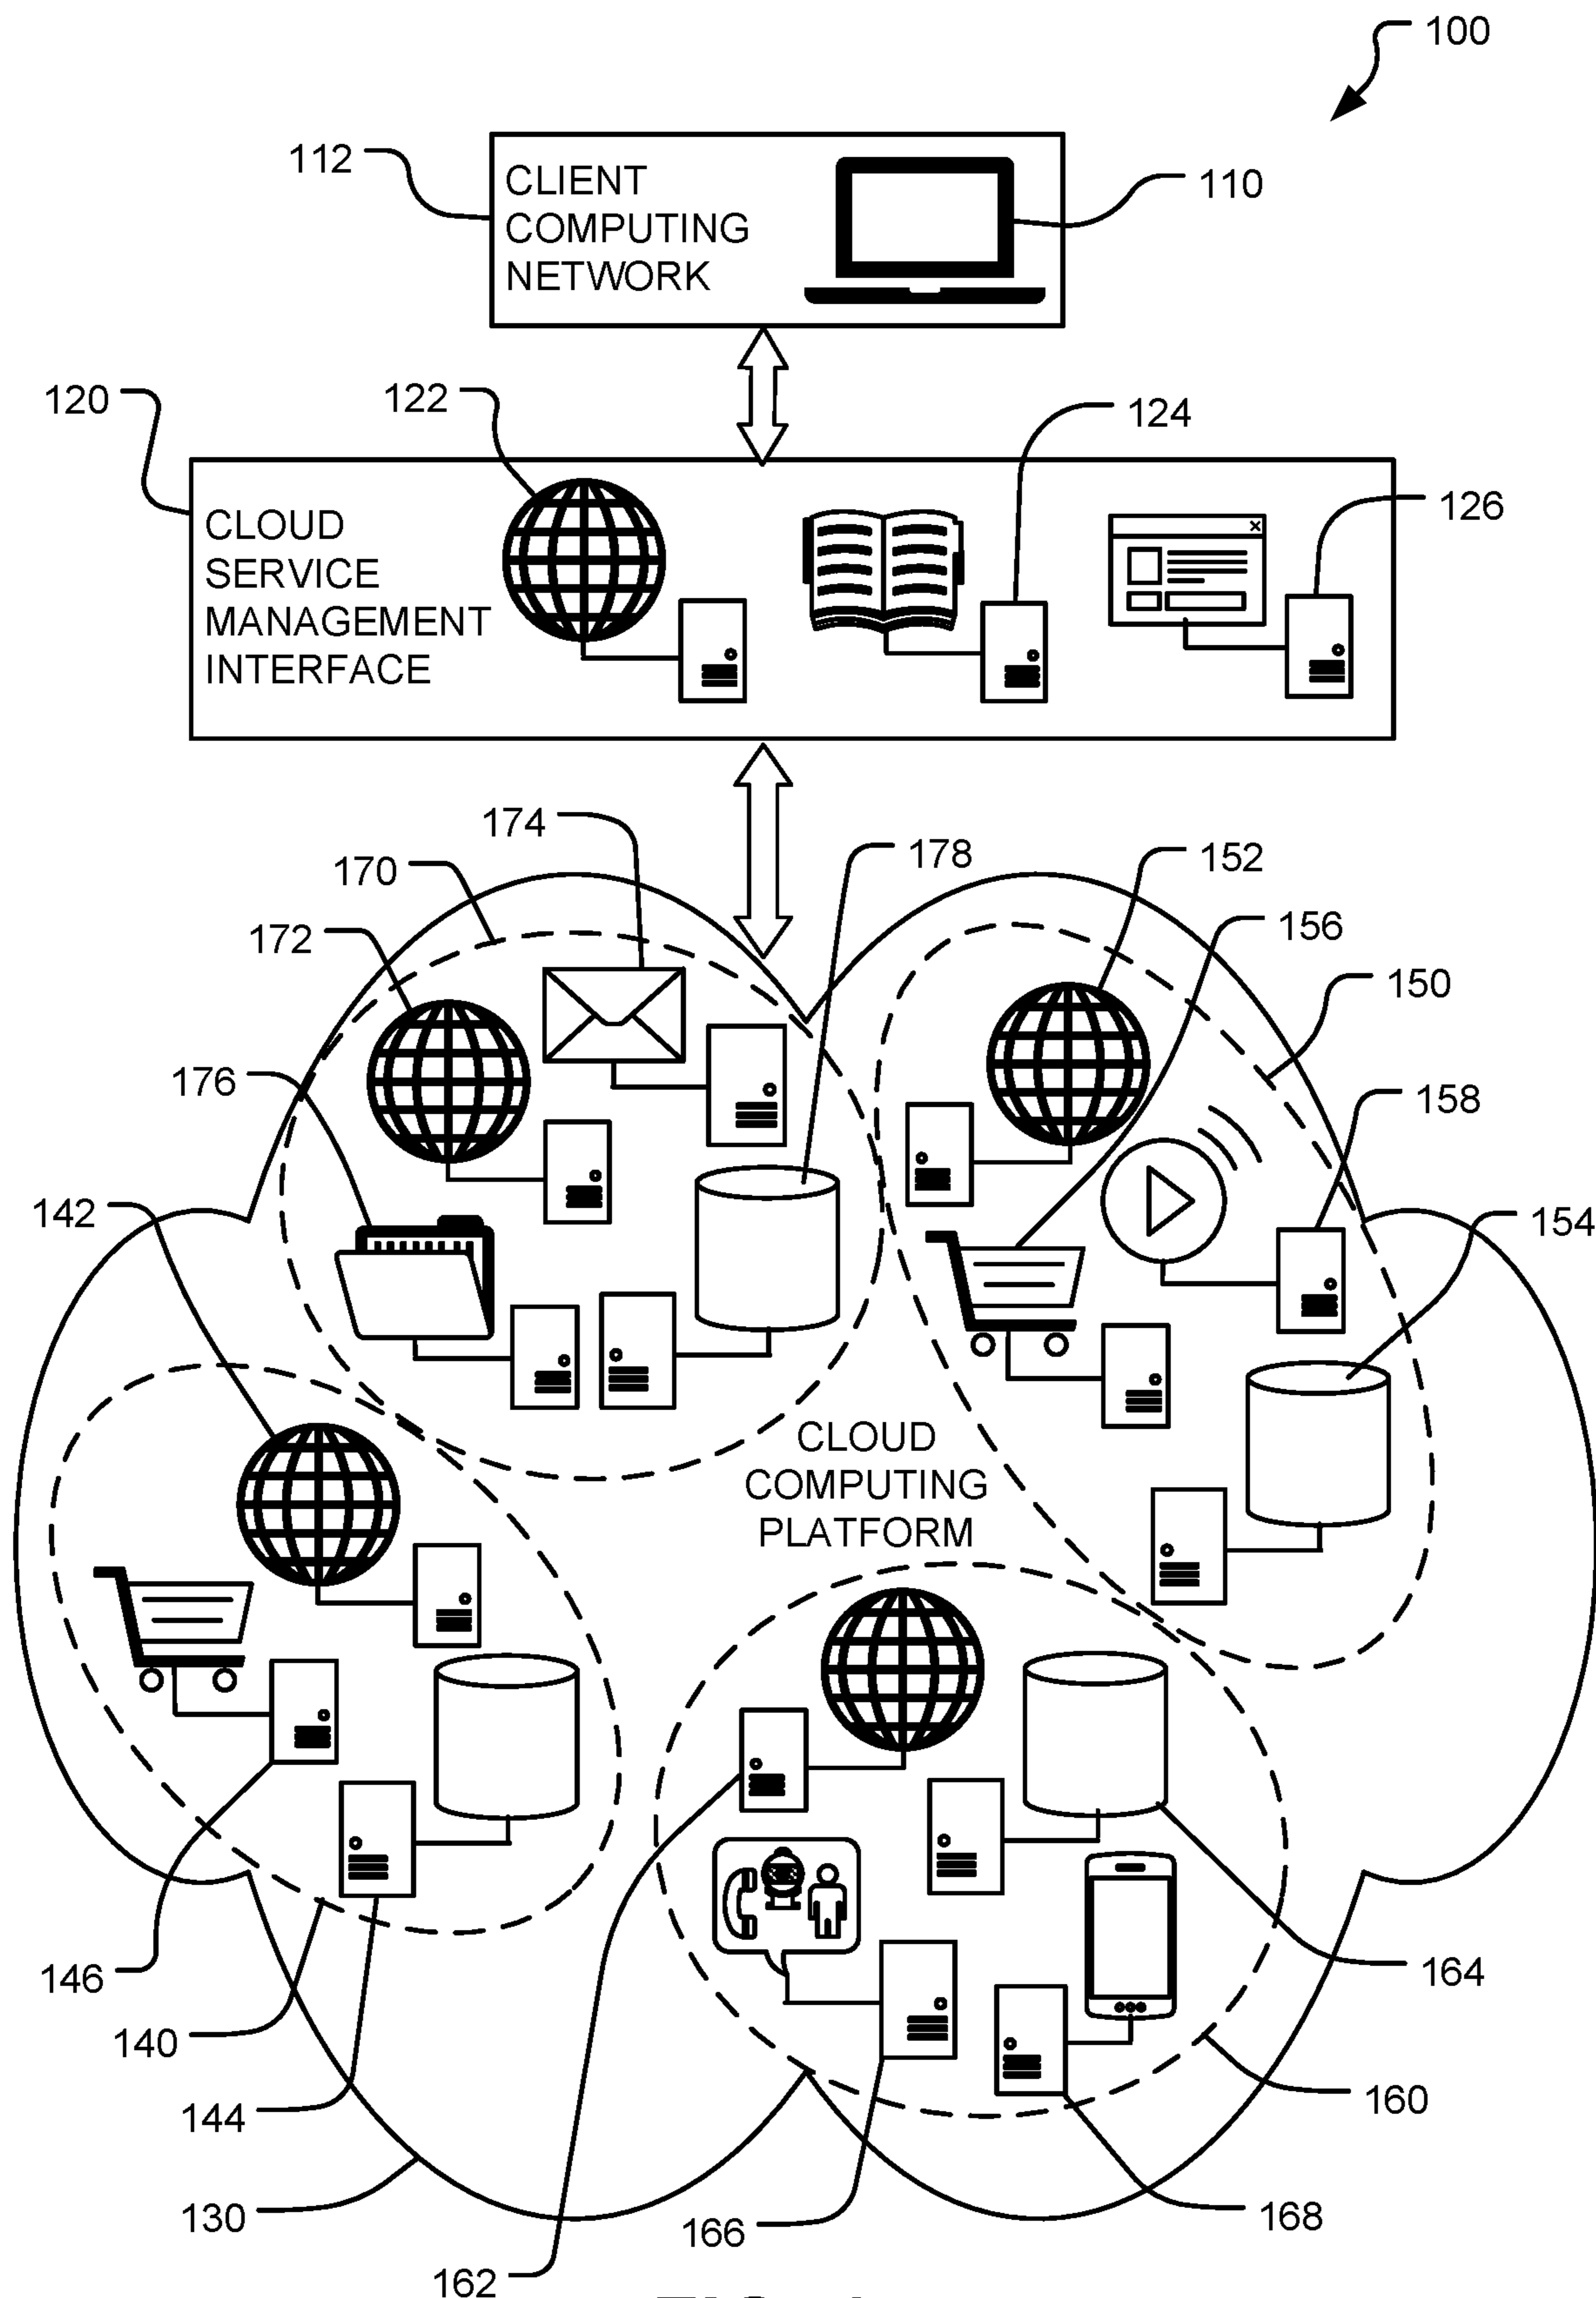 100
112
CLIENT
COMPUTING
NETWORK
110
120
122
124
126
CLOUD
SERVICE
MANAGEMENT
INTERFACE
174
170
178
152
172
156
150
176
158
142
154
CLOUD
COMPUTING
PLATFORM
146
164
140
144
160
130
166
168
162